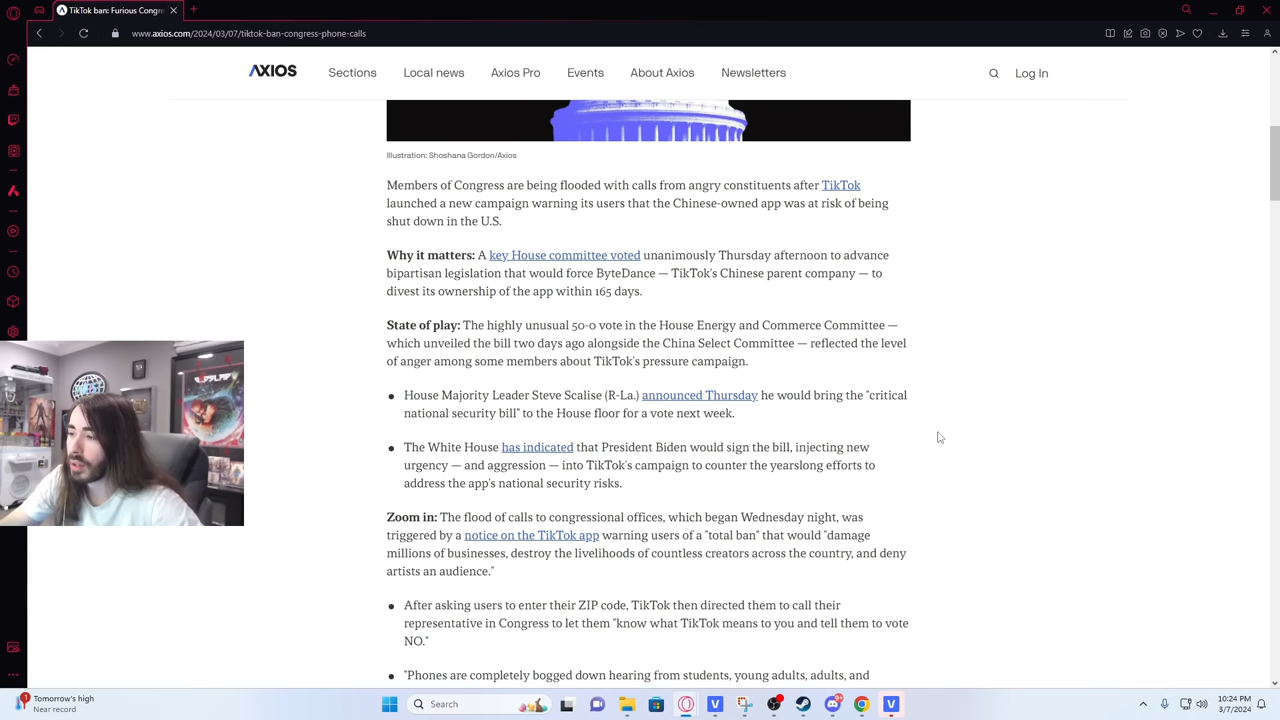 TikTok ban: Furious Congre
www.axios.com/2024/03/07/tiktok-ban-congress-phone-calls
AXIOS
Sections
Local news
Axios Pro
Events
About Axios
Newsletters
Log In
Illustration: Shoshana Gordon/Axios
Members of Congress are being flooded with calls from angry constituents after TikTok
launched a new campaign warning its users that the Chinese-owned app was at risk of being
shut down in the U.S.
Why it matters: A key House committee voted unanimously Thursday afternoon to advance
bipartisan legislation that would force ByteDance — TikTok's Chinese parent company — to
divest its ownership of the app within 165 days.
State of play: The highly unusual 50-0 vote in the House Energy and Commerce Committee —
which unveiled the bill two days ago alongside the China Select Committee — reflected the level
of anger among some members about TikTok's pressure campaign.
• House Majority Leader Steve Scalise (R-La.) announced Thursday he would bring the "critical
national security bill" to the House floor for a vote next week.
• The White House has indicated that President Biden would sign the bill, injecting new
urgency — and aggression — into TikTok's campaign to counter the yearslong efforts to
address the app's national security risks.
Zoom in: The flood of calls to congressional offices, which began Wednesday night, was
triggered by a notice on the TikTok app warning users of a "total ban" that would "damage
millions of businesses, destroy the livelihoods of countless creators across the country, and deny
artists an audience."
• After asking users to enter their ZIP code, TikTok then directed them to call their
representative in Congress to let them "know what TikTok means to you and tell them to vote
NO."
• "Phones are completely bogged down hearing from students, young adults, adults, and
1
Tomorrow's high
Near record
Search
9+
10:24 PM
3/7/2024